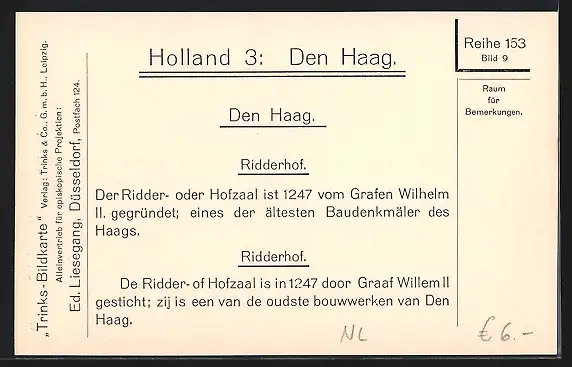 „Trinks-Bildkarte“ Verlag: Trinks & Co., G. m. b. H., Leipzig.
Alleinvertrieb für episkopische Projektion:
Ed. Liesegang, Düsseldorf, Postfach 124.
Holland 3: Den Haag.
Reihe 153
Bild 9
Raum
für
Bemerkungen.
Den Haag.
Ridderhof.
Der Ridder- oder Hofzaal ist 1247 vom Grafen Wilhelm
II. gegründet; eines der ältesten Baudenkmäler des
Haags.
Ridderhof.
De Ridder- of Hofzaal is in 1247 door Graaf Willem II
gesticht; zij is een van de oudste bouwwerken van Den
Haag.
NL
€ 6.-